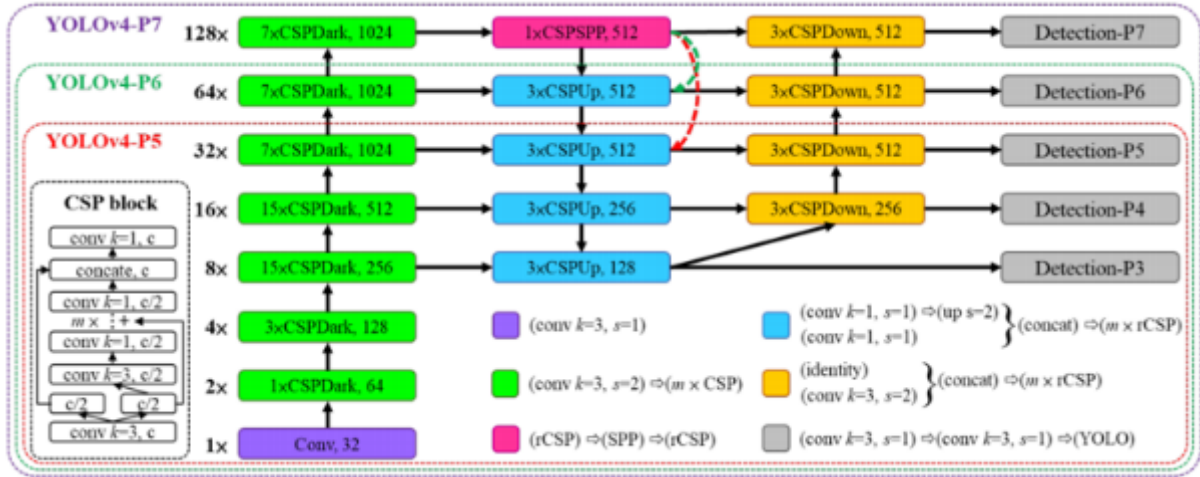 YOLOv4-P7
128×
7×CSPDark, 1024
1×CSPSPP, 512
3×CSPDown, 512
Detection-P7
YOLOv4-P6
64×
7×CSPDark, 1024
3×CSPUp, 512
3×CSPDown, 512
Detection-P6
YOLOv4-P5
32×
7×CSPDark, 1024
3×CSPUp, 512
3×CSPDown, 512
Detection-P5
16×
15×CSPDark, 512
3×CSPUp, 256
3×CSPDown, 256
Detection-P4
8×
15×CSPDark, 256
3×CSPUp, 128
Detection-P3
4×
3×CSPDark, 128
2×
1×CSPDark, 64
1×
Conv, 32
CSP block
conv k=1, c
concate, c
conv k=1, c/2
m × ⋮ +
conv k=1, c/2
conv k=3, c/2
c/2
c/2
conv k=3, c
(conv k=3, s=1)
(conv k=3, s=2) ⇨(m × CSP)
(rCSP) ⇨(SPP) ⇨(rCSP)
(conv k=1, s=1) ⇨(up s=2)
(conv k=1, s=1)
}(concat) ⇨(m × rCSP)
(identity)
(conv k=3, s=2)
}(concat) ⇨(m × rCSP)
(conv k=3, s=1) ⇨(conv k=3, s=1) ⇨(YOLO)